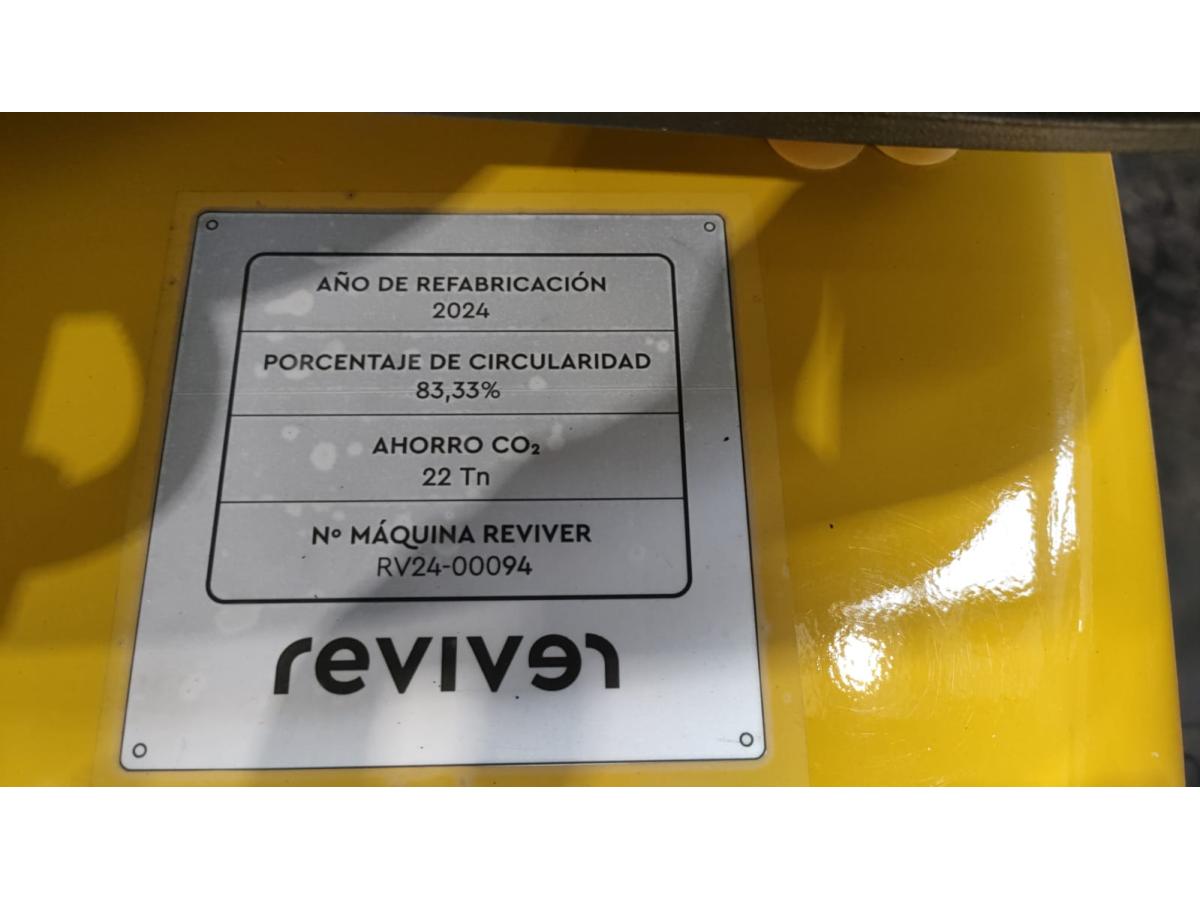 AÑO DE REFABRICACIÓN
2024
PORCENTAJE DE CIRCULARIDAD
83,33%
AHORRO CO₂
22 Tn
Nº MÁQUINA REVIVER
RV24-00094
reviver